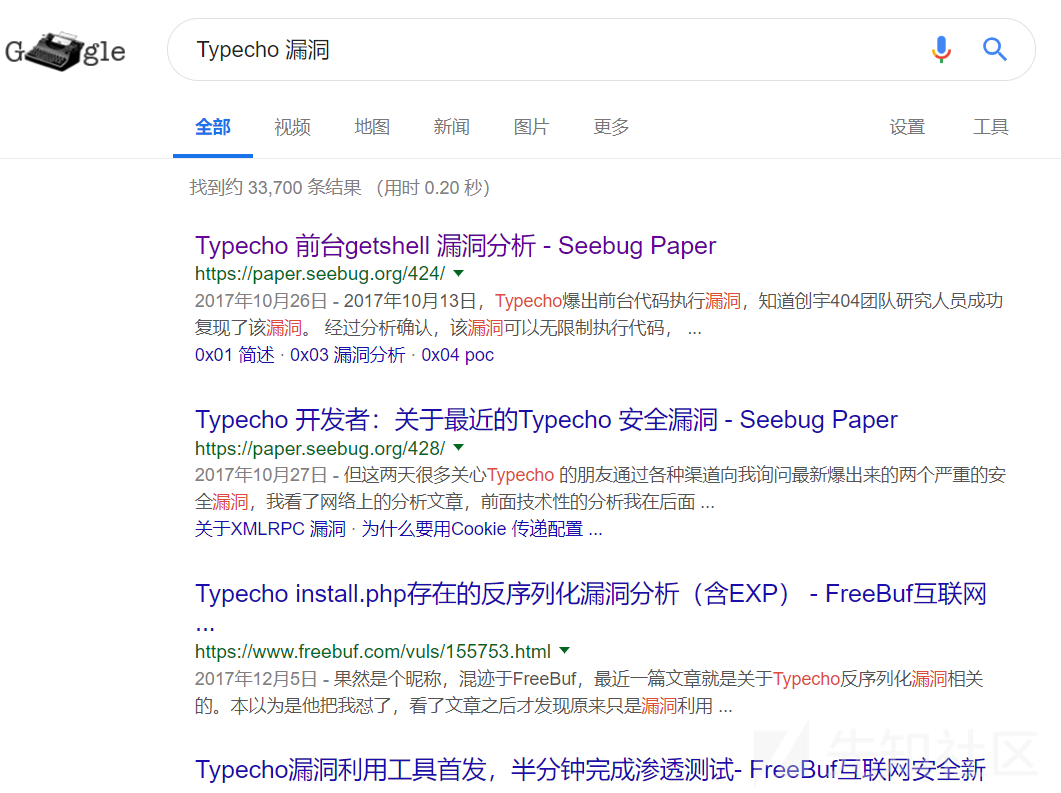 G gle
Typecho 漏洞
全部 视频 地图 新闻 图片 更多 设置 工具
找到约 33,700 条结果 （用时 0.20 秒）
Typecho 前台getshell 漏洞分析 - Seebug Paper
https://paper.seebug.org/424/
2017年10月26日 - 2017年10月13日，Typecho爆出前台代码执行漏洞，知道创宇404团队研究人员成功
复现了该漏洞。 经过分析确认，该漏洞可以无限制执行代码， ...
0x01 简述 · 0x03 漏洞分析 · 0x04 poc
Typecho 开发者：关于最近的Typecho 安全漏洞 - Seebug Paper
https://paper.seebug.org/428/
2017年10月27日 - 但这两天很多关心Typecho 的朋友通过各种渠道向我询问最新爆出来的两个严重的安
全漏洞，我看了网络上的分析文章，前面技术性的分析我在后面 ...
关于XMLRPC 漏洞 · 为什么要用Cookie 传递配置 ...
Typecho install.php存在的反序列化漏洞分析（含EXP） - FreeBuf互联网
...
https://www.freebuf.com/vuls/155753.html
2017年12月5日 - 果然是个昵称，混迹于FreeBuf，最近一篇文章就是关于Typecho反序列化漏洞相关
的。本以为是他把我怼了，看了文章之后才发现原来只是漏洞利用 ...
Typecho漏洞利用工具首发，半分钟完成渗透测试- FreeBuf互联网安全新
先知社区